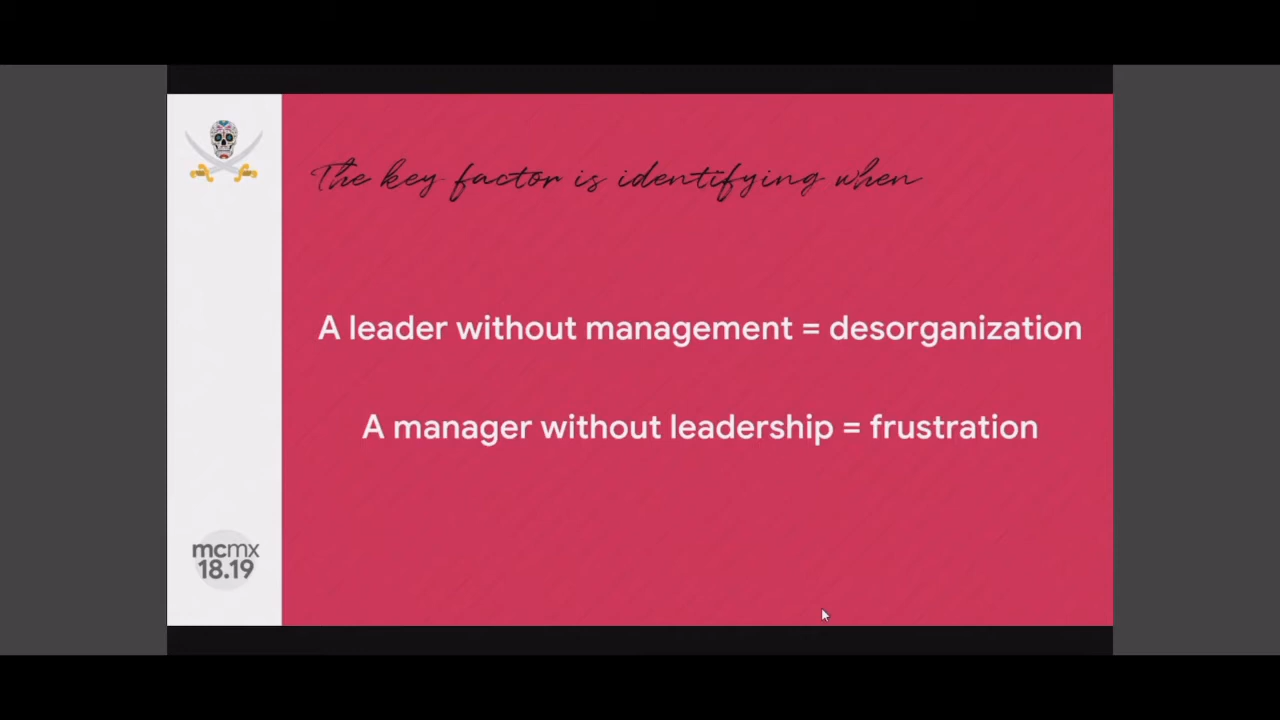 The key factor is identifying when
A leader without management = desorganization
A manager without leadership = frustration
mcmx
18.19